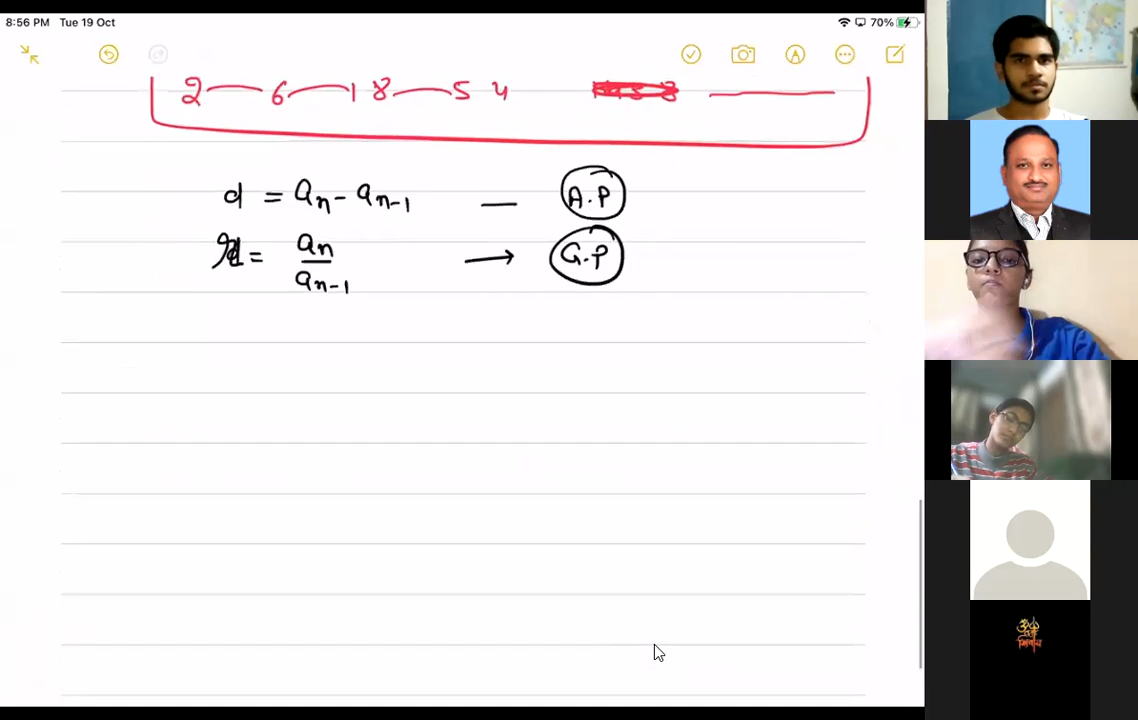 8:56 PM Tue 19 Oct 70%
2 6 18 54
d = aₙ - aₙ₋₁ — A.P
r = aₙ / aₙ₋₁ → G.P
ॐ